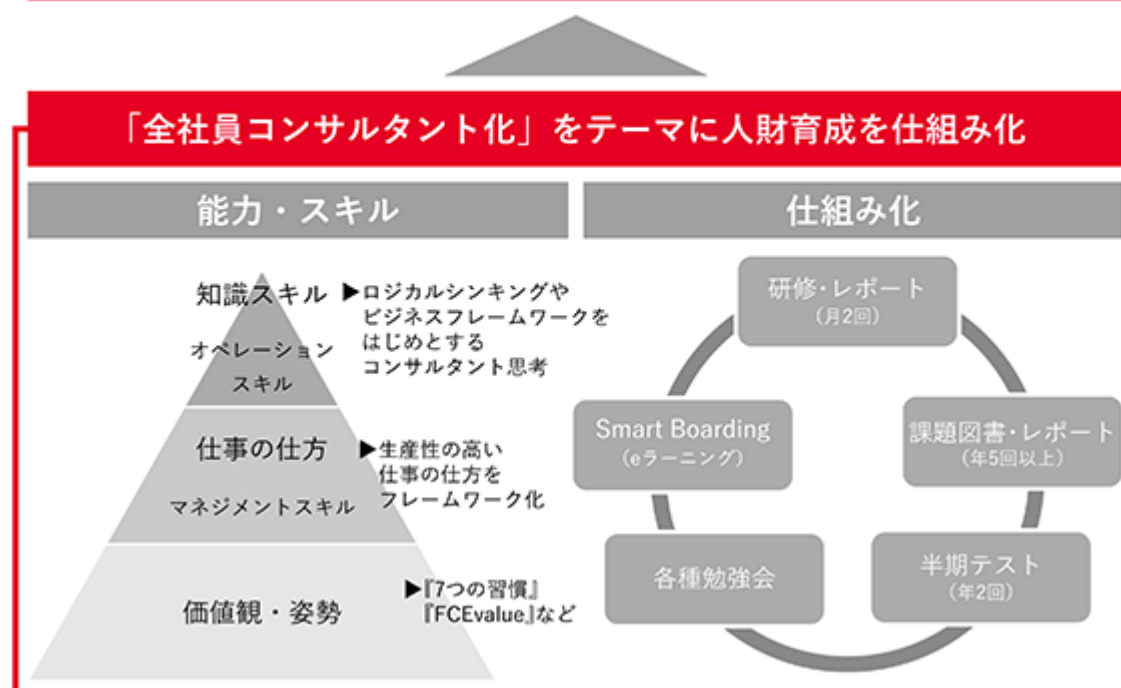 「全社員コンサルタント化」をテーマに人財育成を仕組み化
能力・スキル
知識スキル
オペレーション
スキル
▶ロジカルシンキングや
ビジネスフレームワークを
はじめとする
コンサルタント思考
仕事の仕方
マネジメントスキル
▶生産性の高い
仕事の仕方を
フレームワーク化
価値観・姿勢
▶『7つの習慣』
『FCEvalue』など
仕組み化
研修・レポート
(月2回)
Smart Boarding
(eラーニング)
課題図書・レポート
(年5回以上)
各種勉強会
半期テスト
(年2回)